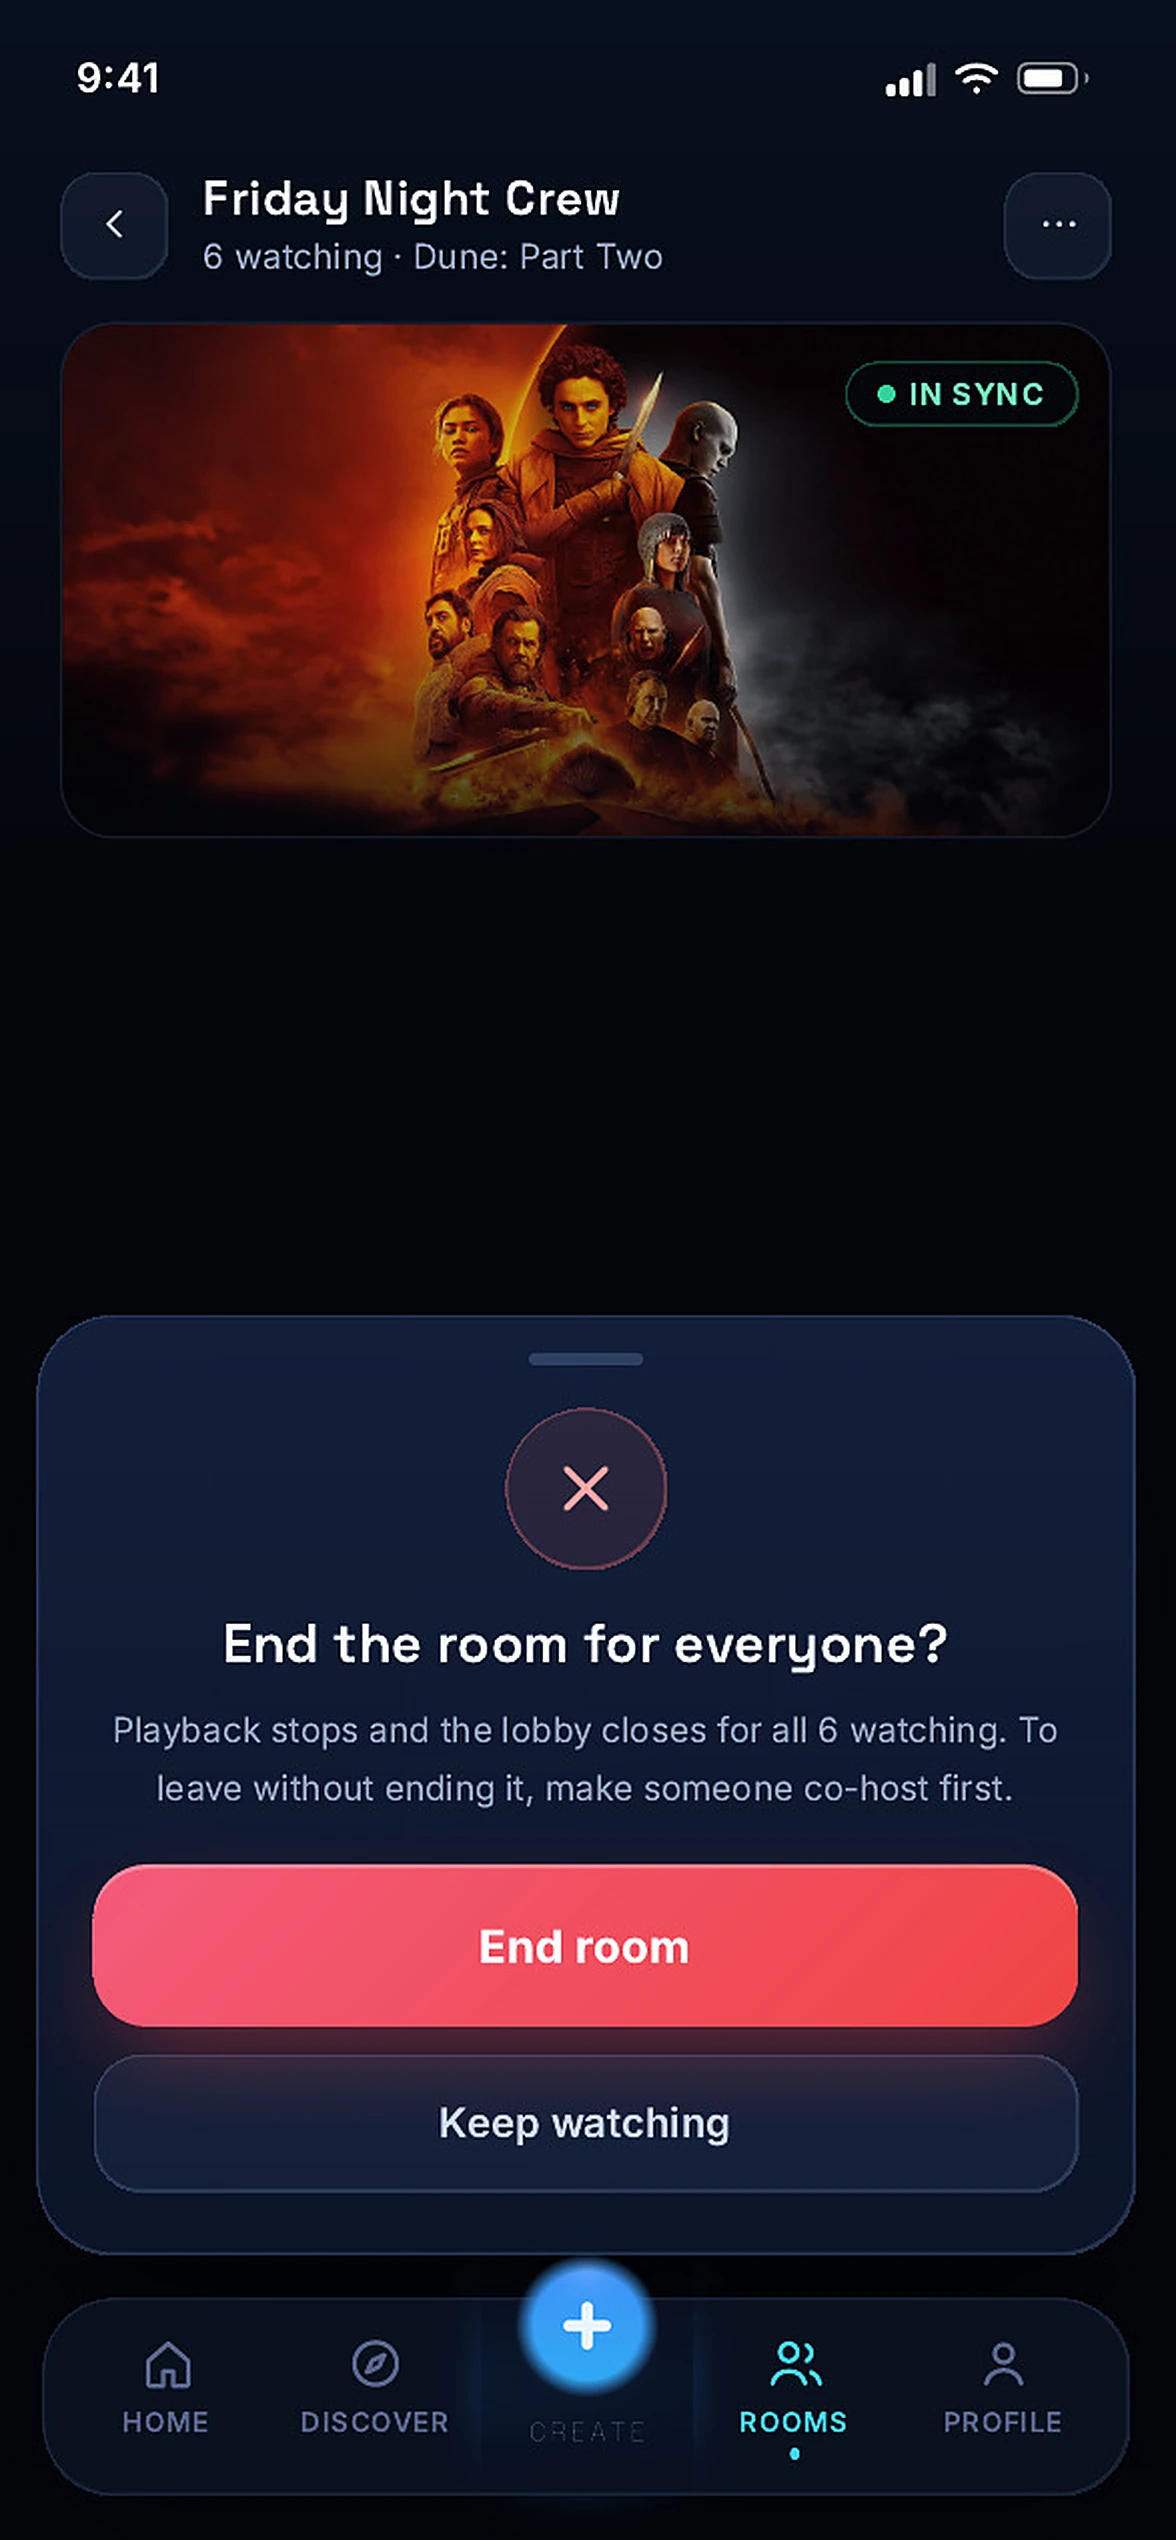 9:41
Friday Night Crew
6 watching · Dune: Part Two
IN SYNC
End the room for everyone?
Playback stops and the lobby closes for all 6 watching. To
leave without ending it, make someone co-host first.
End room
Keep watching
HOME
DISCOVER
CREATE
ROOMS
PROFILE